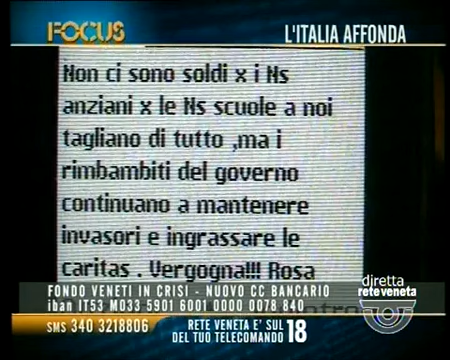 FOCUS
L'ITALIA AFFONDA
Non ci sono soldi x i Ns
anziani x le Ns scuole a noi
tagliano di tutto ,ma i
rimbambiti del governo
continuano a mantenere
invasori e ingrassare le
caritas . Vergogna!!! Rosa
diretta
reteveneta
FONDO VENETI IN CRISI - NUOVO CC BANCARIO
iban IT53 M033 5901 6001 0000 0078 840
SMS 340 3218806
RETE VENETA E' SUL
DEL TUO TELECOMANDO 18